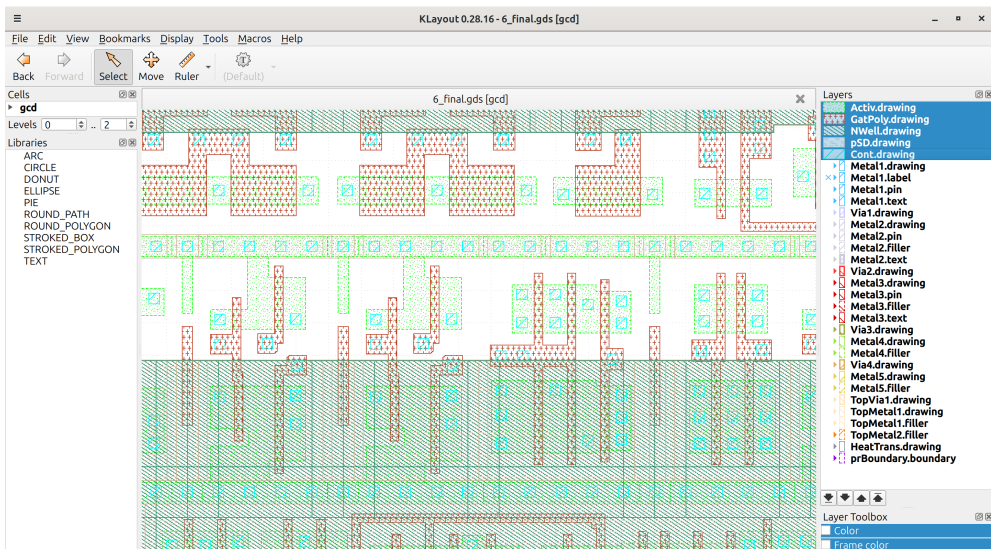 KLayout 0.28.16 - 6_final.gds [gcd]
File Edit View Bookmarks Display Tools Macros Help
Back Forward Select Move Ruler (Default)
Cells
gcd
Levels 0 .. 2
Libraries
ARC
CIRCLE
DONUT
ELLIPSE
PIE
ROUND_PATH
ROUND_POLYGON
STROKED_BOX
STROKED_POLYGON
TEXT
6_final.gds [gcd]
Layers
Activ.drawing
GatPoly.drawing
NWell.drawing
pSD.drawing
Cont.drawing
Metal1.drawing
Metal1.label
Metal1.pin
Metal1.text
Via1.drawing
Metal2.drawing
Metal2.pin
Metal2.filler
Metal2.text
Via2.drawing
Metal3.drawing
Metal3.pin
Metal3.filler
Metal3.text
Via3.drawing
Metal4.drawing
Metal4.filler
Via4.drawing
Metal5.drawing
Metal5.filler
TopVia1.drawing
TopMetal1.drawing
TopMetal1.filler
TopMetal2.filler
HeatTrans.drawing
prBoundary.boundary
Layer Toolbox
Color
Frame color